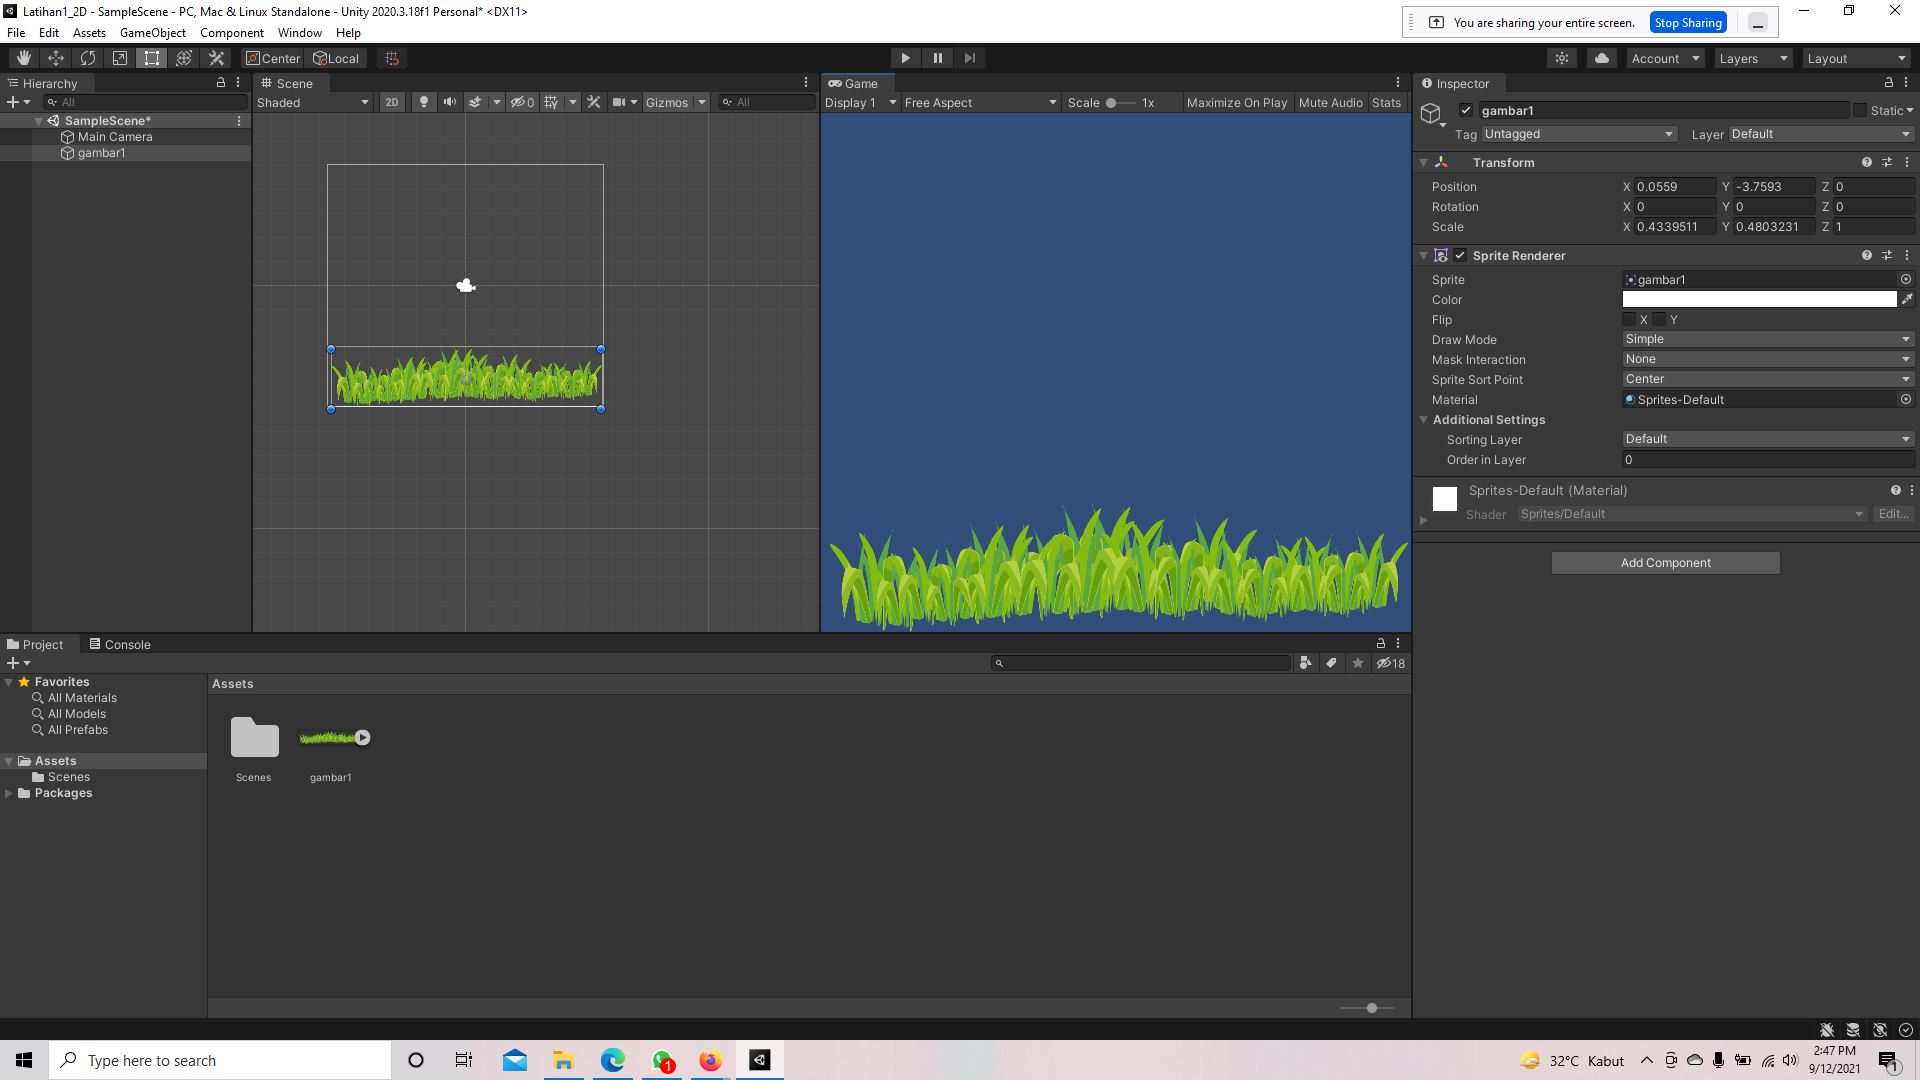 Latihan1_2D - SampleScene - PC, Mac & Linux Standalone - Unity 2020.3.18f1 Personal* <DX11>
You are sharing your entire screen. Stop Sharing
File Edit Assets GameObject Component Window Help
Center Local Account Layers Layout
Hierarchy
All
SampleScene*
Main Camera
gambar1
Scene
Shaded 2D 0 Gizmos All
Game
Display 1 Free Aspect Scale 1x Maximize On Play Mute Audio Stats
Inspector
gambar1 Static
Tag Untagged Layer Default
Transform
Position X 0.0559 Y -3.7593 Z 0
Rotation X 0 Y 0 Z 0
Scale X 0.4339511 Y 0.4803231 Z 1
Sprite Renderer
Sprite gambar1
Color
Flip X Y
Draw Mode Simple
Mask Interaction None
Sprite Sort Point Center
Material Sprites-Default
Additional Settings
Sorting Layer Default
Order in Layer 0
Sprites-Default (Material)
Shader Sprites/Default Edit...
Add Component
Project Console
18
Favorites
All Materials
All Models
All Prefabs
Assets
Scenes
Packages
Assets
Scenes gambar1
Type here to search
1
32°C Kabut
2:47 PM
9/12/2021
1